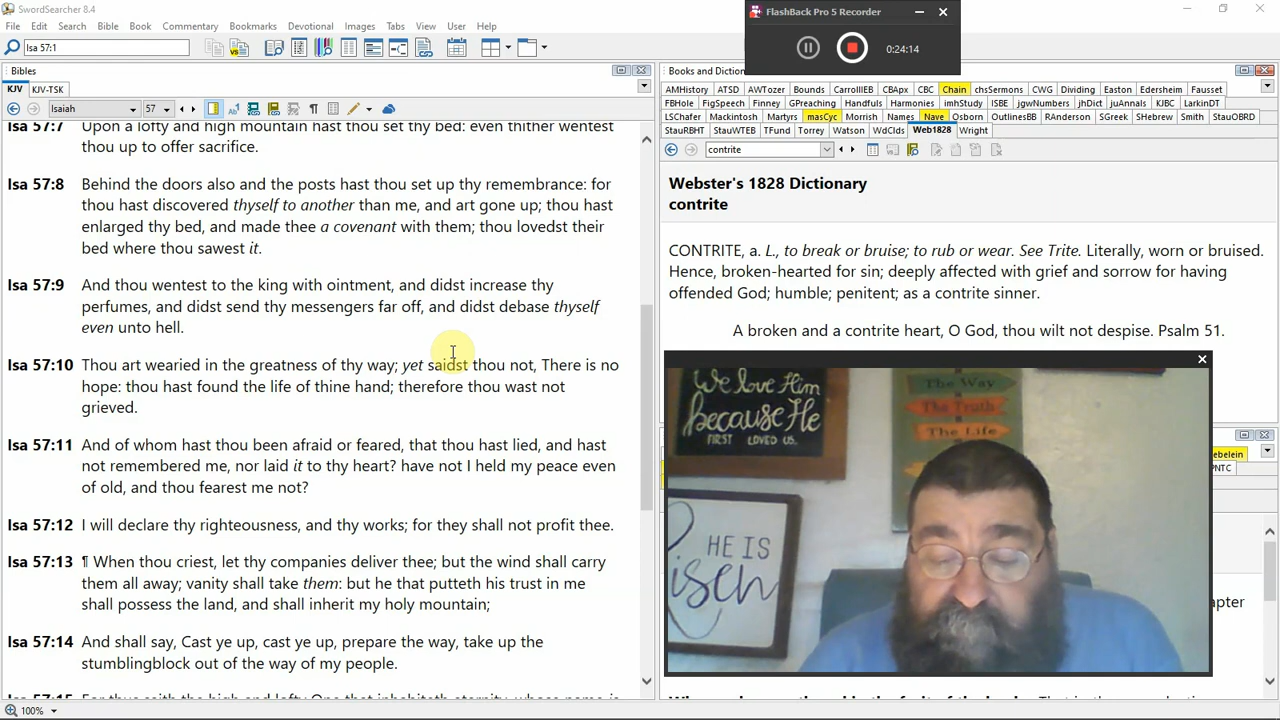 SwordSearcher 8.4
File Edit Search Bible Book Commentary Bookmarks Devotional Images Tabs View User Help
FlashBack Pro 5 Recorder
0:24:14
Isa 57:1
VS
Bibles
KJV KJV-TSK
Isaiah 57
Isa 57:7 Upon a lofty and high mountain hast thou set thy bed: even thither wentest
thou up to offer sacrifice.
Isa 57:8 Behind the doors also and the posts hast thou set up thy remembrance: for
thou hast discovered thyself to another than me, and art gone up; thou hast
enlarged thy bed, and made thee a covenant with them; thou lovedst their
bed where thou sawest it.
Isa 57:9 And thou wentest to the king with ointment, and didst increase thy
perfumes, and didst send thy messengers far off, and didst debase thyself
even unto hell.
Isa 57:10 Thou art wearied in the greatness of thy way; yet saidst thou not, There is no
hope: thou hast found the life of thine hand; therefore thou wast not
grieved.
Isa 57:11 And of whom hast thou been afraid or feared, that thou hast lied, and hast
not remembered me, nor laid it to thy heart? have not I held my peace even
of old, and thou fearest me not?
Isa 57:12 I will declare thy righteousness, and thy works; for they shall not profit thee.
Isa 57:13 ¶ When thou criest, let thy companies deliver thee; but the wind shall carry
them all away; vanity shall take them: but he that putteth his trust in me
shall possess the land, and shall inherit my holy mountain;
Isa 57:14 And shall say, Cast ye up, cast ye up, prepare the way, take up the
stumblingblock out of the way of my people.
100%
Books and Diction
AMHistory ATSD AWTozer Bounds CarrollIEB CBApx CBC Chain chsSermons CWG Dividing Easton Edersheim Fausset
FBHole FigSpeech Finney GPreaching Handfuls Harmonies imhStudy ISBE jgwNumbers jhDict juAnnals KJBC LarkinDT
LSChafer Mackintosh Martyrs masCyc Morrish Names Nave Osborn OutlinesBB RAnderson SGreek SHebrew Smith StauOBRD
StauRBHT StauWTEB TFund Torrey Watson WdClds Web1828 Wright
contrite
Webster's 1828 Dictionary
contrite
CONTRITE, a. L., to break or bruise; to rub or wear. See Trite. Literally, worn or bruised.
Hence, broken-hearted for sin; deeply affected with grief and sorrow for having
offended God; humble; penitent; as a contrite sinner.
A broken and a contrite heart, O God, thou wilt not despise. Psalm 51.
We love Him
because He
FIRST LOVED US.
The Way
The Truth
The Life
HE IS
Risen
ebelein
PNTC
apter